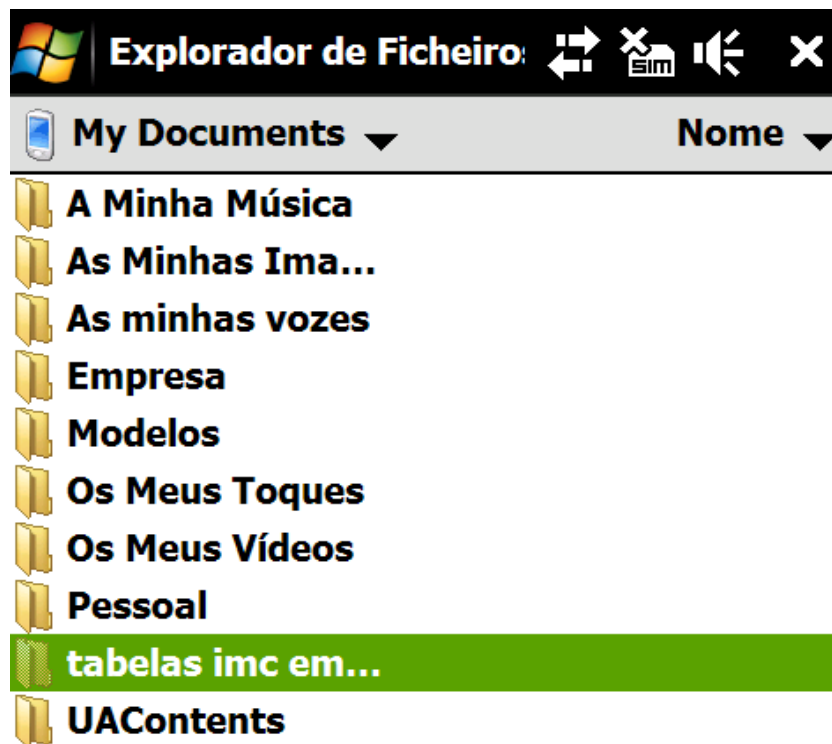 Explorador de Ficheiros
SIM
My Documents
Nome
A Minha Música
As Minhas Ima...
As minhas vozes
Empresa
Modelos
Os Meus Toques
Os Meus Vídeos
Pessoal
tabelas imc em...
UAContents